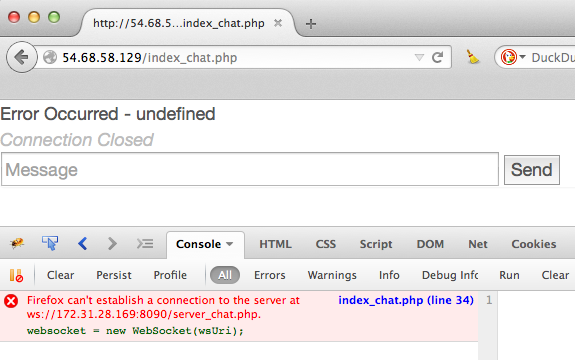 http://54.68.5...index_chat.php
54.68.58.129/index_chat.php
DuckDu
Error Occurred - undefined
Connection Closed
Message Send
Console HTML CSS Script DOM Net Cookies
Clear Persist Profile All Errors Warnings Info Debug Info Run Clear
Firefox can't establish a connection to the server at index_chat.php (line 34) 1
ws://172.31.28.169:8090/server_chat.php.
websocket = new WebSocket(wsUri);